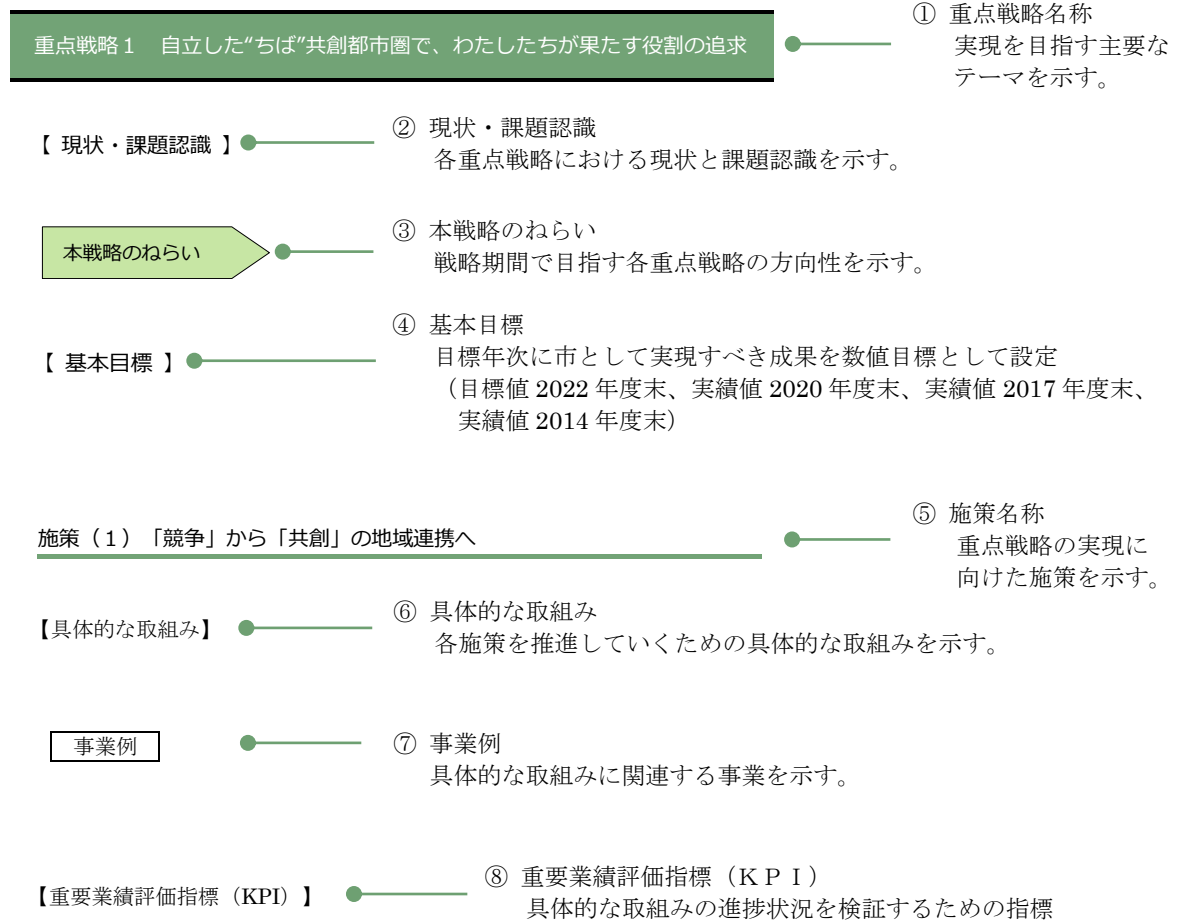 ① 重点戦略名称
重点戦略１　自立した“ちば”共創都市圏で、わたしたちが果たす役割の追求
実現を目指す主要な
テーマを示す。
【 現状・課題認識 】
② 現状・課題認識
各重点戦略における現状と課題認識を示す。
本戦略のねらい
③ 本戦略のねらい
戦略期間で目指す各重点戦略の方向性を示す。
【 基本目標 】
④ 基本目標
目標年次に市として実現すべき成果を数値目標として設定
（目標値 2022 年度末、実績値 2020 年度末、実績値 2017 年度末、
実績値 2014 年度末）
施策（１）「競争」から「共創」の地域連携へ
⑤ 施策名称
重点戦略の実現に
向けた施策を示す。
【具体的な取組み】
⑥ 具体的な取組み
各施策を推進していくための具体的な取組みを示す。
事業例
⑦ 事業例
具体的な取組みに関連する事業を示す。
【重要業績評価指標（KPI）】
⑧ 重要業績評価指標（ＫＰＩ）
具体的な取組みの進捗状況を検証するための指標